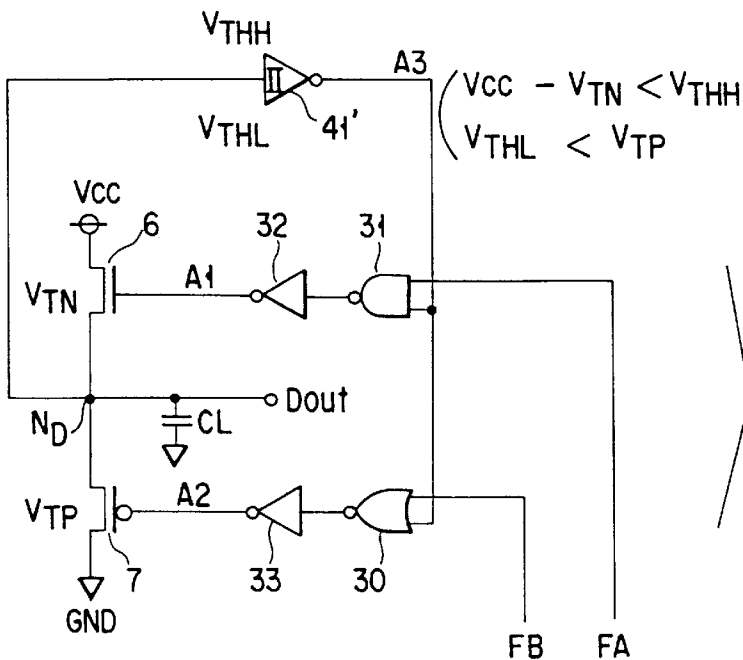 VTHH
A3
VCC - VTN < VTHH
VTHL < VTP
VTHL
41'
VCC
6
32
31
A1
VTN
Dout
ND
CL
A2
VTP
7
33
30
GND
FB
FA